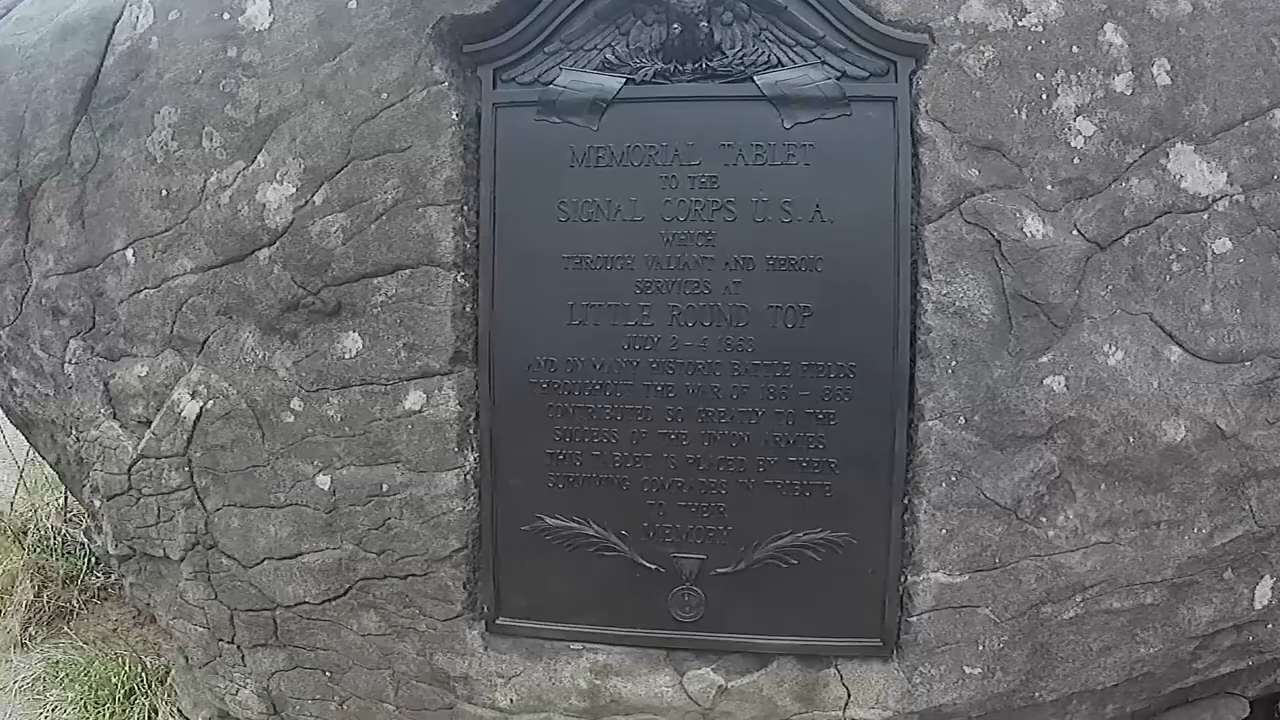 MEMORIAL TABLET
TO THE
SIGNAL CORPS U.S.A.
WHICH
THROUGH VALIANT AND HEROIC
SERVICES AT
LITTLE ROUND TOP
JULY 2-4 1863
AND ON MANY HISTORIC BATTLE FIELDS
THROUGHOUT THE WAR OF 1861-1865
CONTRIBUTED SO GREATLY TO THE
SUCCESS OF THE UNION ARMIES
THIS TABLET IS PLACED BY THEIR
SURVIVING COMRADES IN TRIBUTE
TO THEIR
MEMORY